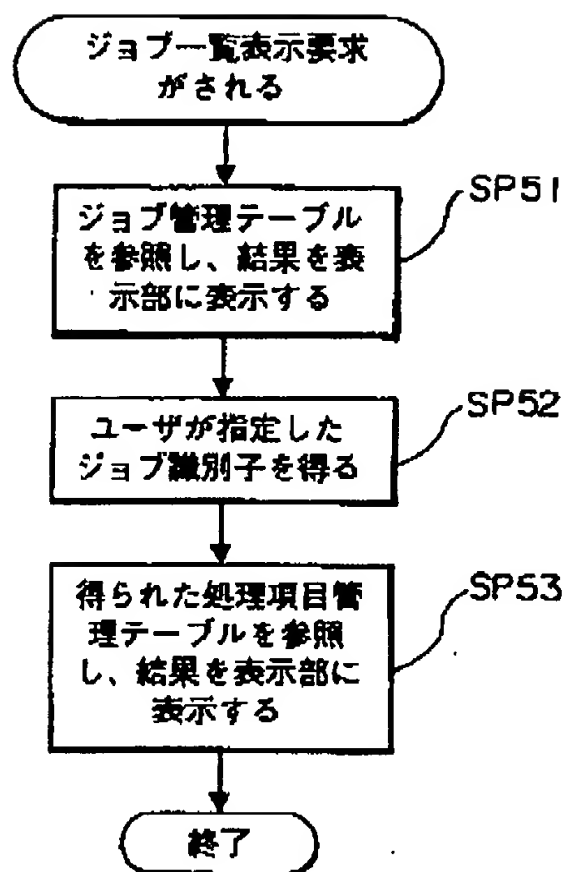 ジョブ一覧表示要求
がされる
SP51
ジョブ管理テーブル
を参照し、結果を表
示部に表示する
SP52
ユーザが指定した
ジョブ識別子を得る
SP53
得られた処理項目管
理テーブルを参照
し、結果を表示部に
表示する
終了